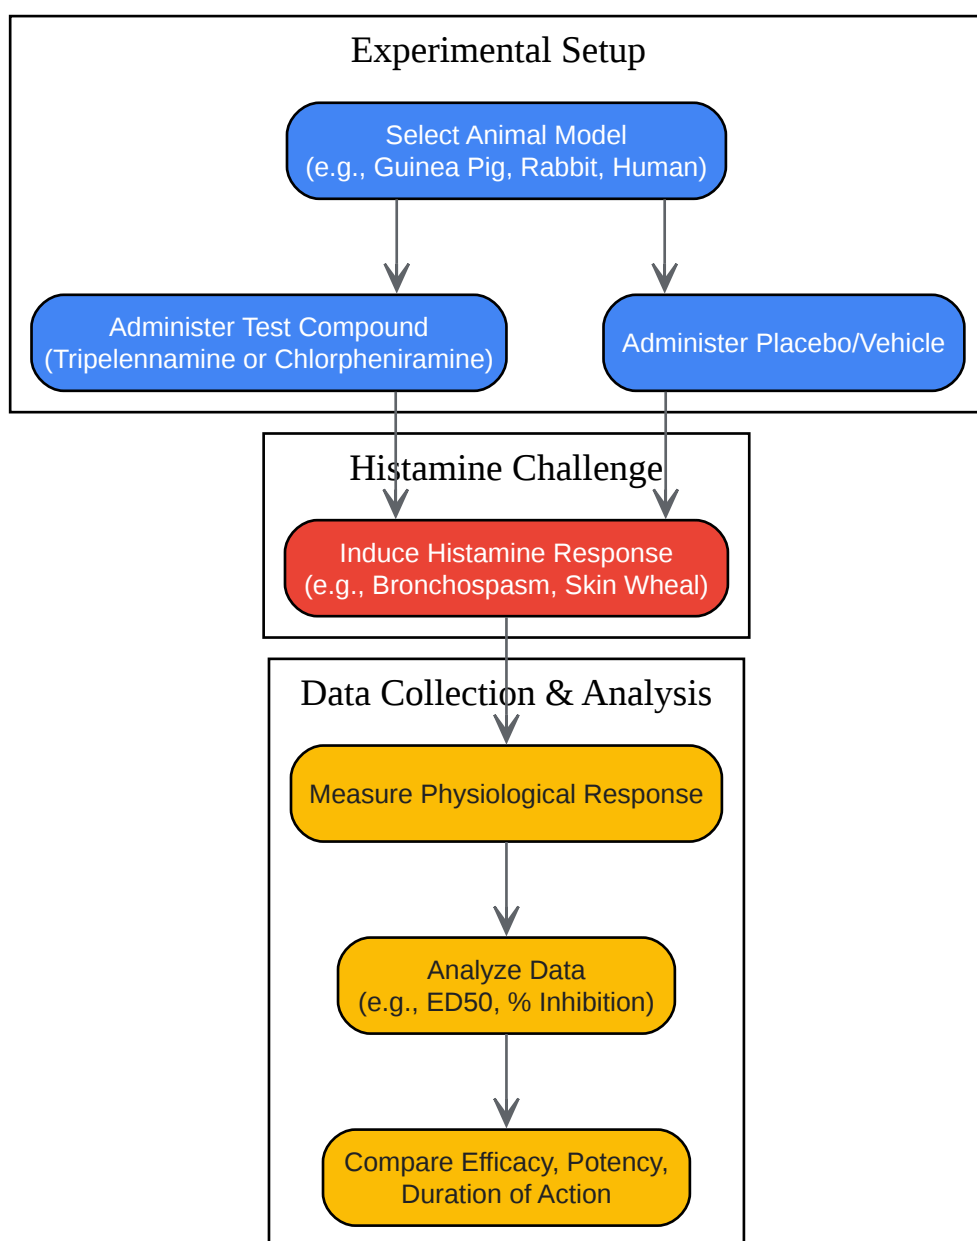 Experimental Setup
Select Animal Model
(e.g., Guinea Pig, Rabbit, Human)
Administer Test Compound
(Tripelennamine or Chlorpheniramine)
Administer Placebo/Vehicle
Histamine Challenge
Induce Histamine Response
(e.g., Bronchospasm, Skin Wheal)
Data Collection & Analysis
Measure Physiological Response
Analyze Data
(e.g., ED50, % Inhibition)
Compare Efficacy, Potency,
Duration of Action